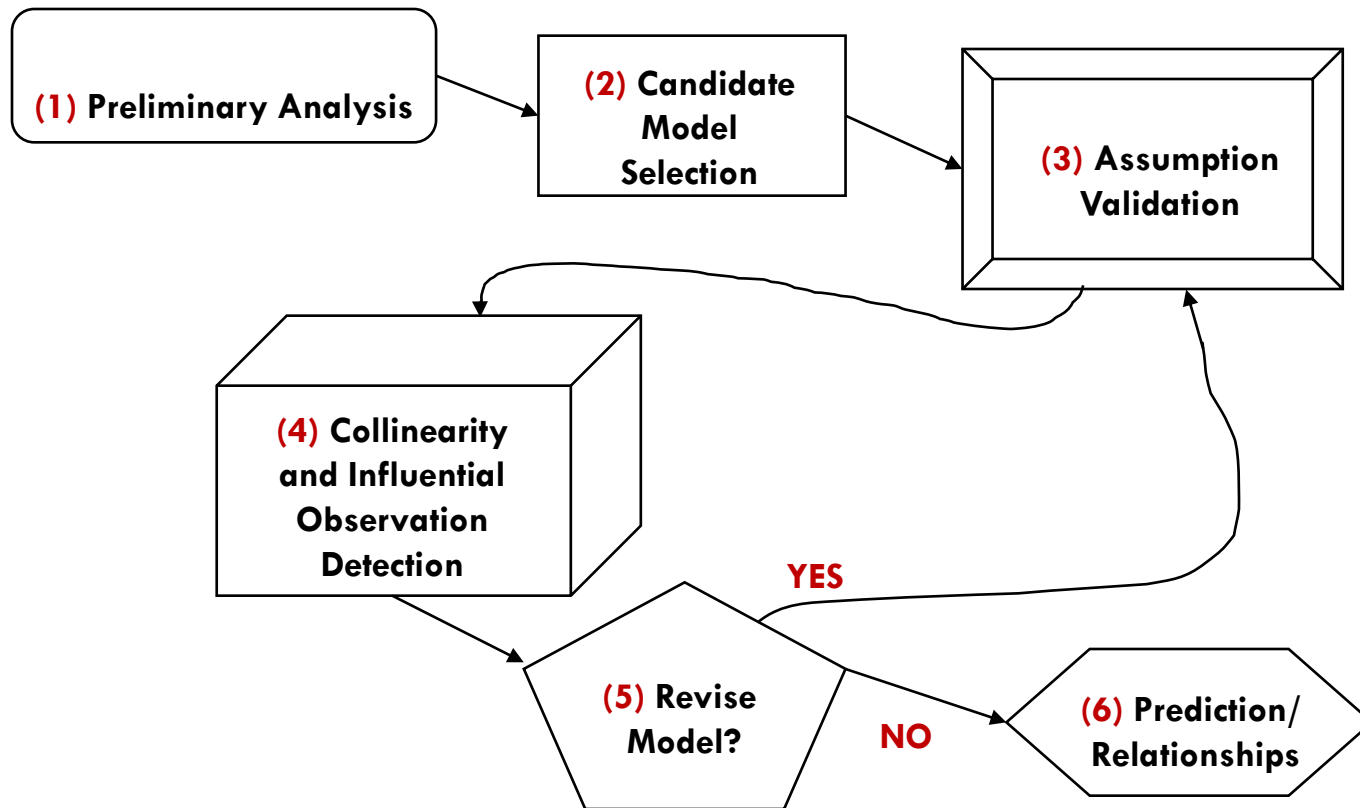 (1) Preliminary Analysis
(2) Candidate
Model
Selection
(3) Assumption
Validation
(4) Collinearity
and Influential
Observation
Detection
YES
(5) Revise
Model?
NO
(6) Prediction/
Relationships